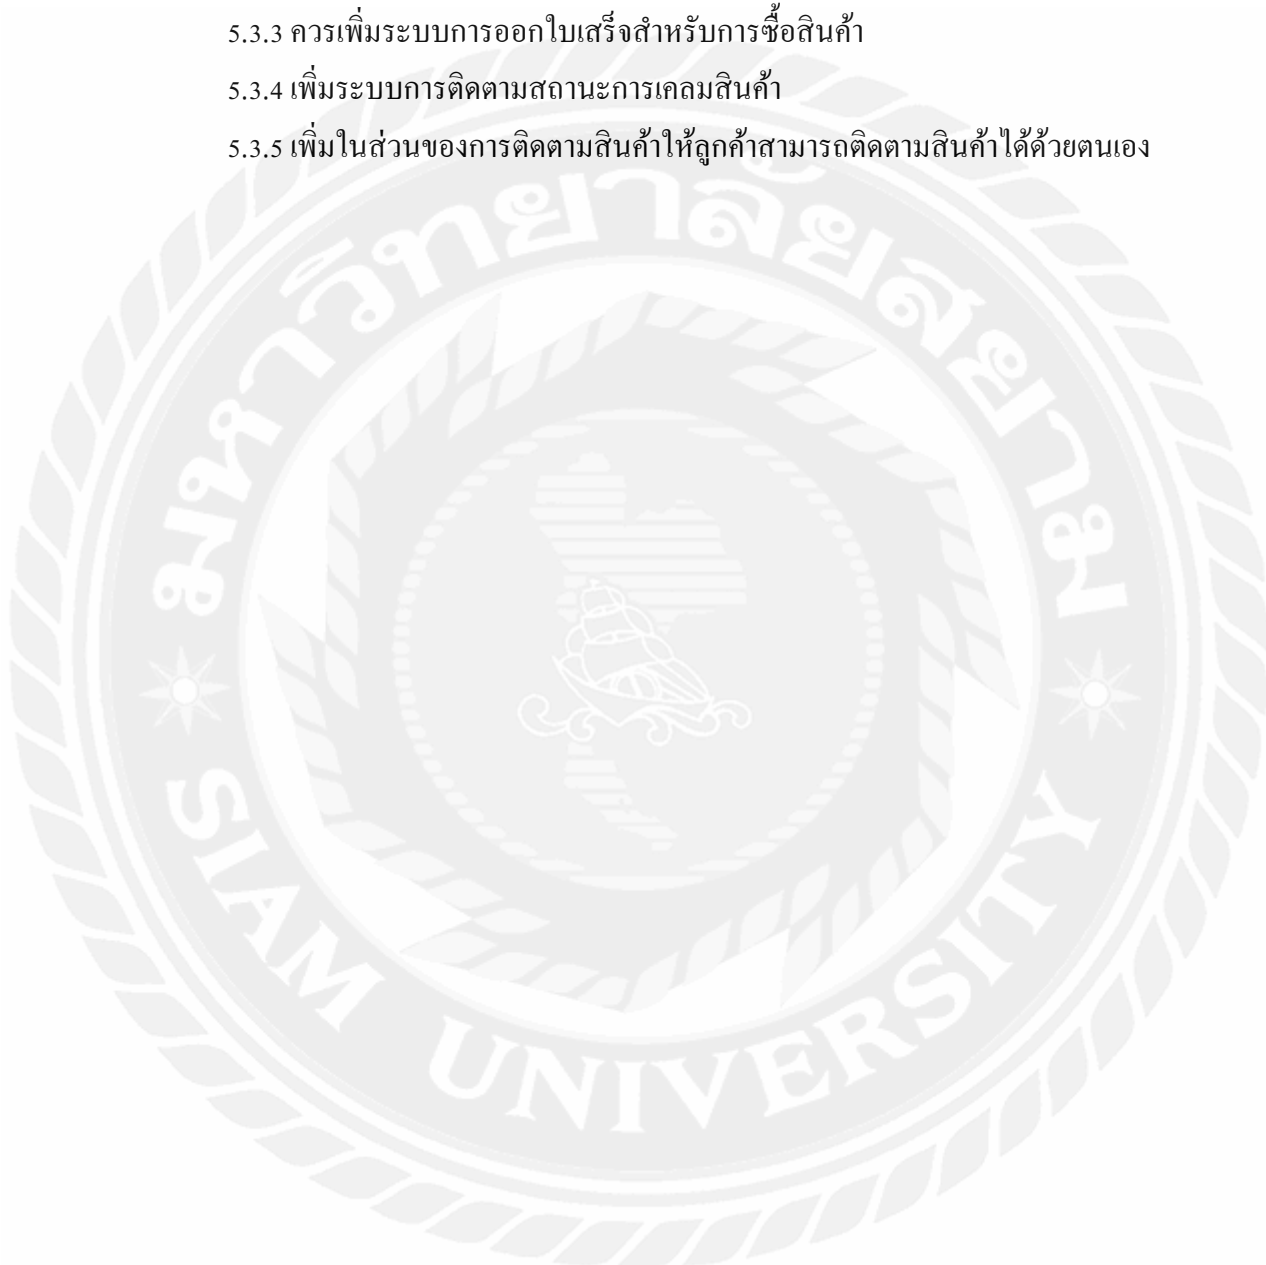 5.3.3 ควรเพิ่มระบบการออกใบเสร็จสำหรับการซื้อสินค้า
5.3.4 เพิ่มระบบการติดตามสถานะการเคลมสินค้า
5.3.5 เพิ่มในส่วนของการติดตามสินค้าให้ลูกค้าสามารถติดตามสินค้าได้ด้วยตนเอง
มหาวิทยาลัยสยาม
SIAM UNIVERSITY